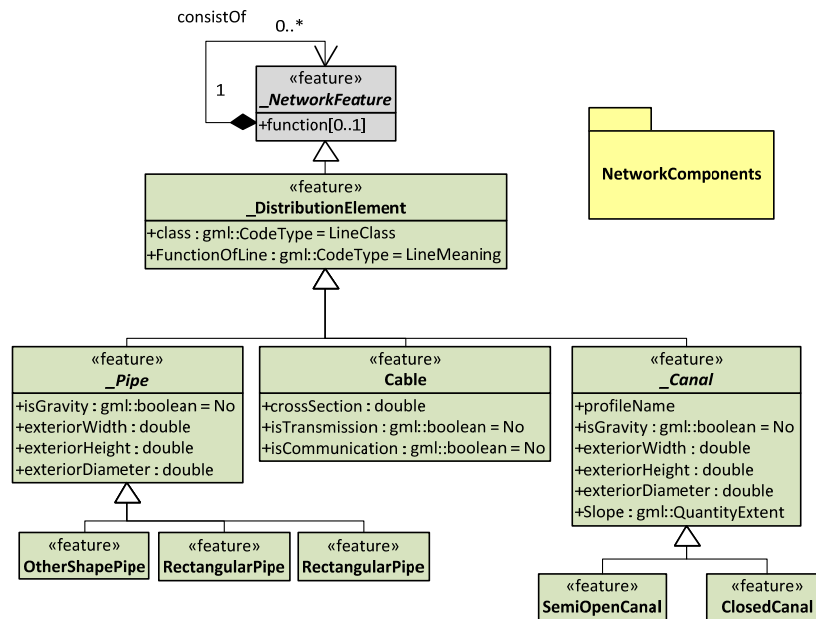 consistOf
0..*
1
«feature»
_NetworkFeature
+function[0..1]
NetworkComponents
«feature»
_DistributionElement
+class : gml::CodeType = LineClass
+FunctionOfLine : gml::CodeType = LineMeaning
«feature»
_Pipe
+isGravity : gml::boolean = No
+exteriorWidth : double
+exteriorHeight : double
+exteriorDiameter : double
«feature»
Cable
+crossSection : double
+isTransmission : gml::boolean = No
+isCommunication : gml::boolean = No
«feature»
_Canal
+profileName
+isGravity : gml::boolean = No
+exteriorWidth : double
+exteriorHeight : double
+exteriorDiameter : double
+Slope : gml::QuantityExtent
«feature»
OtherShapePipe
«feature»
RectangularPipe
«feature»
RectangularPipe
«feature»
SemiOpenCanal
«feature»
ClosedCanal